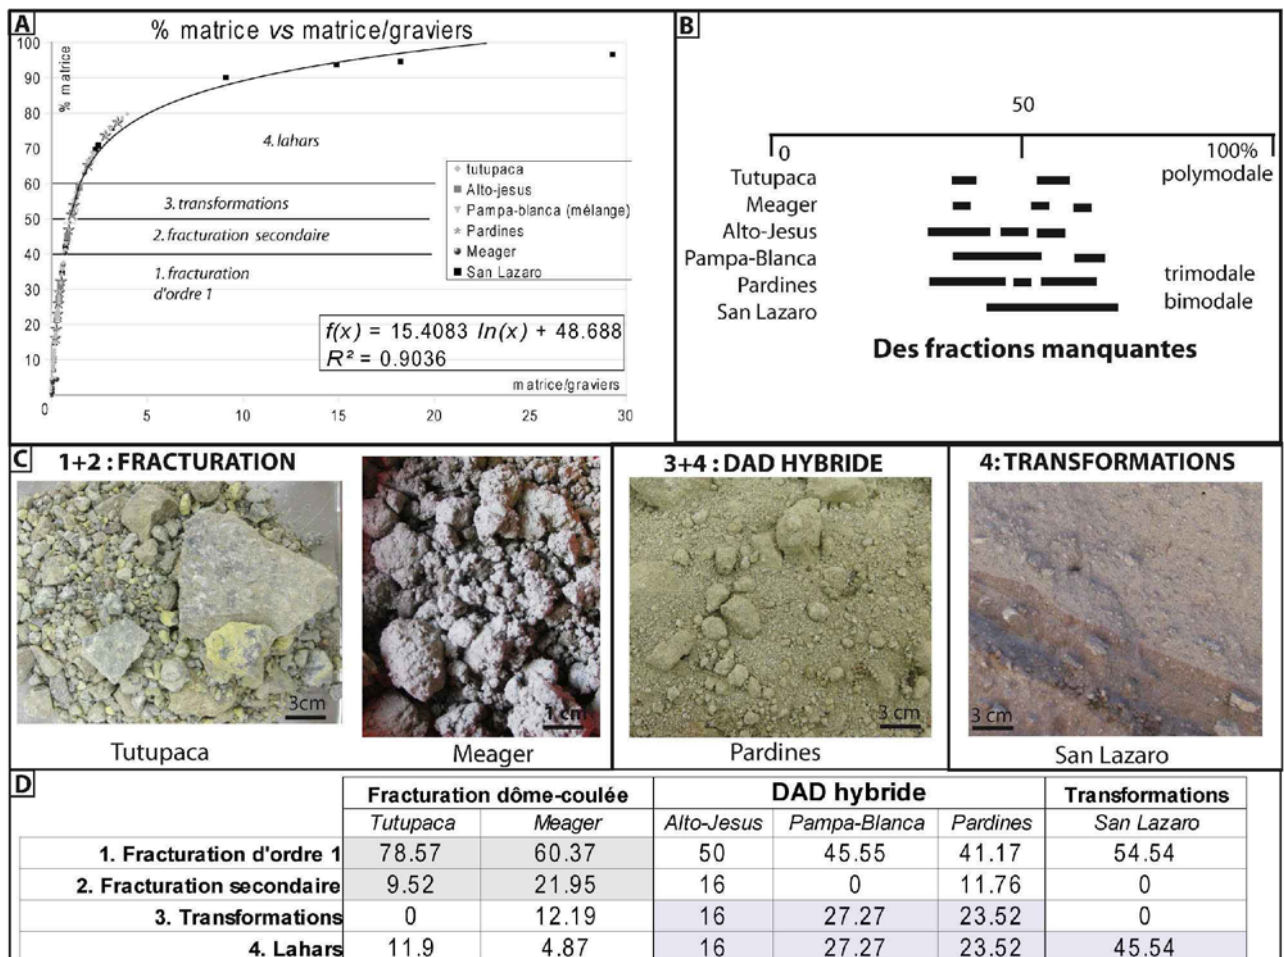 A
% matrice vs matrice/graviers
100
90
80
70
60
50
40
30
20
10
0
% matrice
4. lahars
3. transformations
2. fracturation secondaire
1. fracturation
d'ordre 1
tutupaca
Alto-jesus
Pampa-blanca (mélange)
Pardines
Meager
San Lazaro
f(x) = 15.4083 ln(x) + 48.688
R² = 0.9036
matrice/graviers
5 10 15 20 25 30
B
50
0 100%
Tutupaca polymodale
Meager
Alto-Jesus
Pampa-Blanca
Pardines trimodale
San Lazaro bimodale
Des fractions manquantes
C
1+2 : FRACTURATION
3cm
Tutupaca
1 cm
Meager
3+4 : DAD HYBRIDE
3 cm
Pardines
4: TRANSFORMATIONS
3 cm
San Lazaro
D
Fracturation dôme-coulée DAD hybride Transformations
Tutupaca Meager Alto-Jesus Pampa-Blanca Pardines San Lazaro
1. Fracturation d'ordre 1 78.57 60.37 50 45.55 41.17 54.54
2. Fracturation secondaire 9.52 21.95 16 0 11.76 0
3. Transformations 0 12.19 16 27.27 23.52 0
4. Lahars 11.9 4.87 16 27.27 23.52 45.54